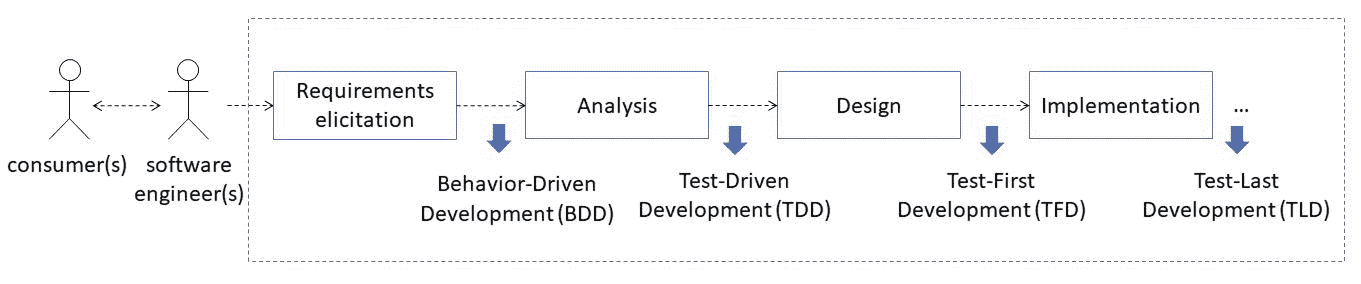 consumer(s)
software
engineer(s)
Requirements
elicitation
Analysis
Design
Implementation
...
Behavior-Driven
Development (BDD)
Test-Driven
Development (TDD)
Test-First
Development (TFD)
Test-Last
Development (TLD)